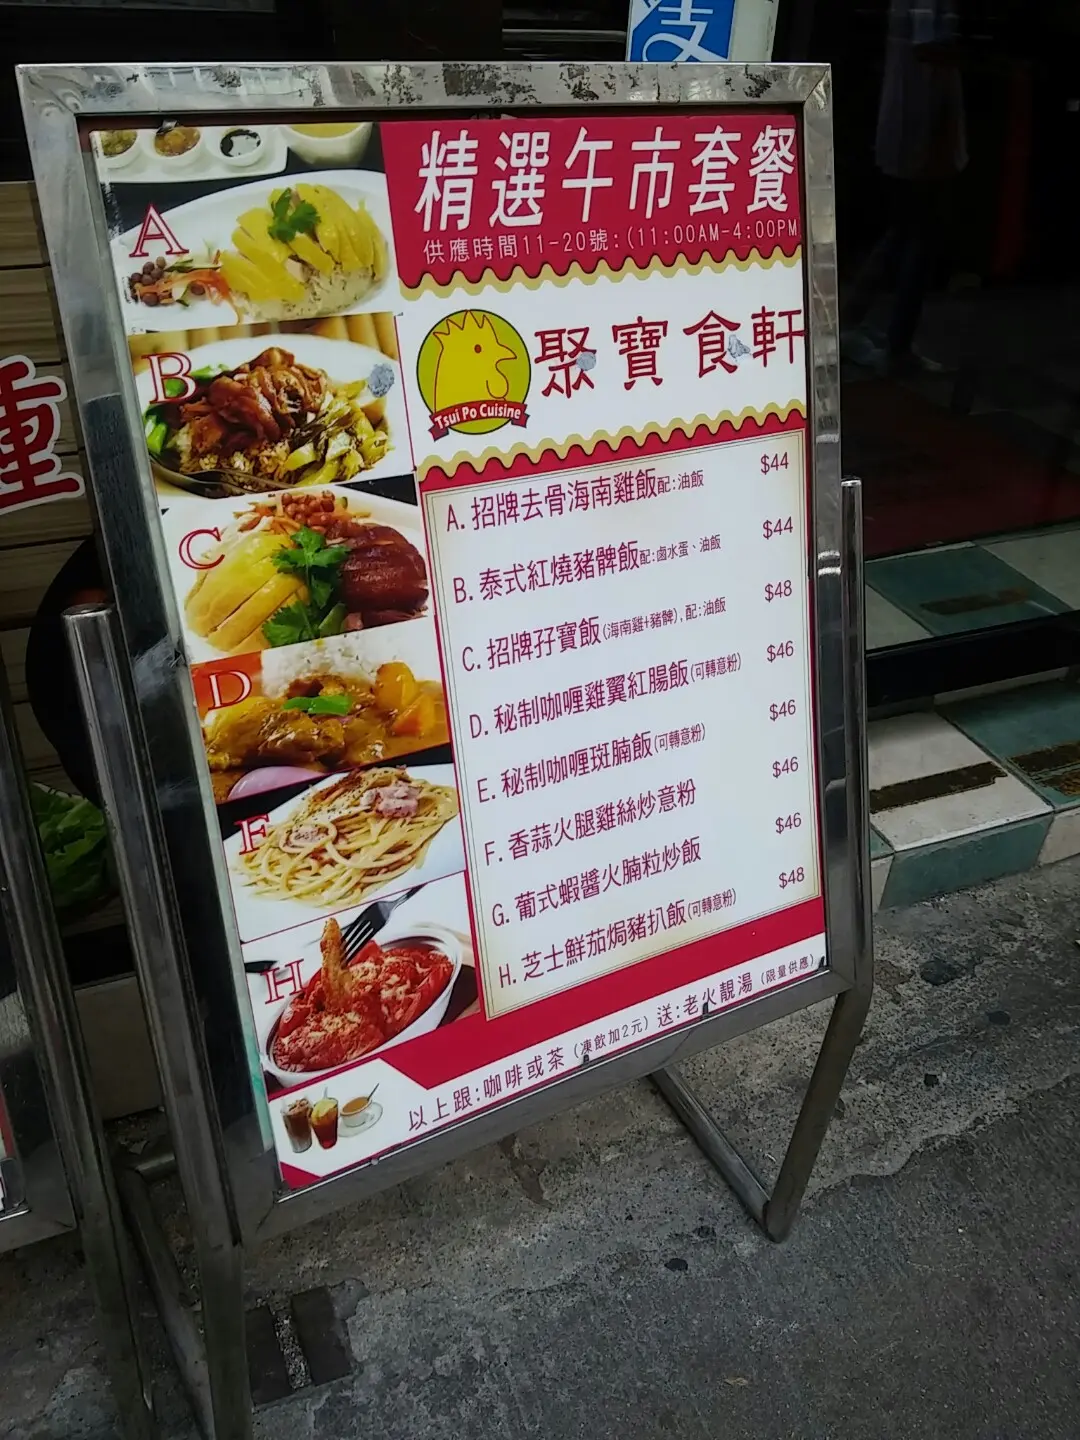 支
精選午市套餐
供應時間11-20號:(11:00AM-4:00PM
Tsui Po Cuisine
聚寶食軒
A
B
C
D
F
H
A. 招牌去骨海南雞飯配:油飯 $44
B. 泰式紅燒豬髀飯配:鹵水蛋、油飯 $44
C. 招牌孖寶飯(海南雞+豬髀),配:油飯 $48
D. 秘制咖喱雞翼紅腸飯(可轉意粉) $46
E. 秘制咖喱斑腩飯(可轉意粉) $46
F. 香蒜火腿雞絲炒意粉 $46
G. 葡式蝦醬火腩粒炒飯 $46
H. 芝士鮮茄焗豬扒飯(可轉意粉) $48
以上跟:咖啡或茶(凍飲加2元)送:老火靚湯(限量供應)
種